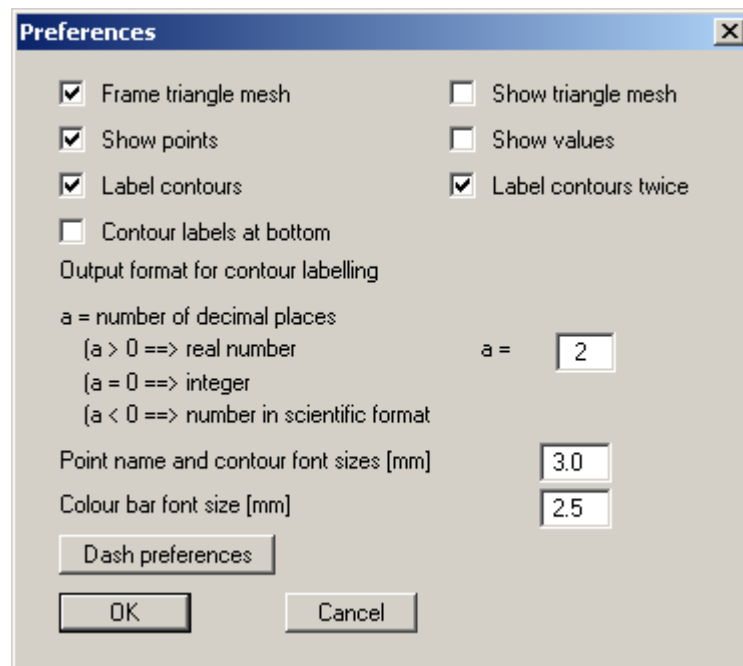 Preferences
Frame triangle mesh
Show triangle mesh
Show points
Show values
Label contours
Label contours twice
Contour labels at bottom
Output format for contour labelling
a = number of decimal places
(a > 0 ==> real number
a =
2
(a = 0 ==> integer
(a < 0 ==> number in scientific format
Point name and contour font sizes [mm]
3.0
Colour bar font size [mm]
2.5
Dash preferences
OK
Cancel